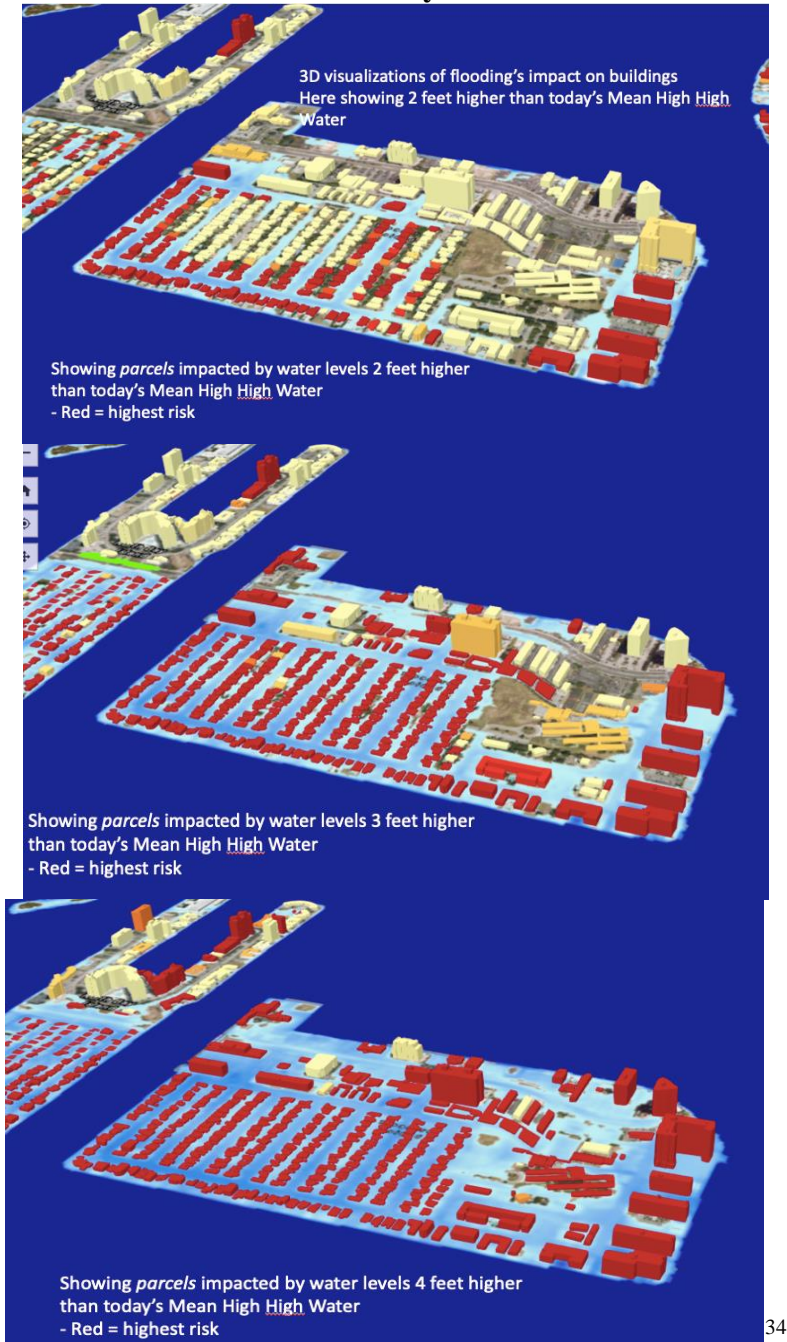 3D visualizations of flooding's impact on buildings
Here showing 2 feet higher than today's Mean High High
Water
Showing parcels impacted by water levels 2 feet higher
than today's Mean High High Water
- Red = highest risk
Showing parcels impacted by water levels 3 feet higher
than today's Mean High High Water
- Red = highest risk
Showing parcels impacted by water levels 4 feet higher
than today's Mean High High Water
- Red = highest risk
34